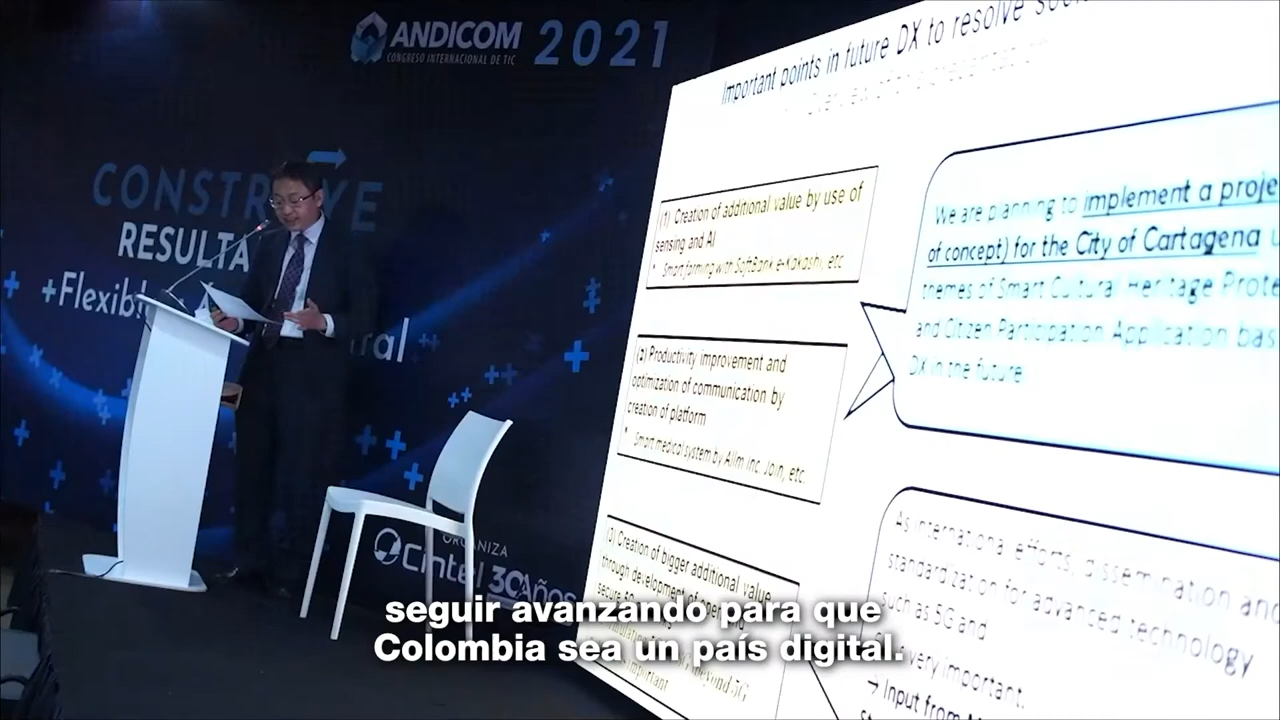 ANDICOM 2021
CONGRESO INTERNACIONAL DE TIC
CONSTR YE
RESULTA
+Flexibl
ral
ORGANIZA
Cintel 30 Años
Important points in future DX to resolve
(1) Creation of additional value by use of
sensing and AI
Smart farming with SoftBank e-Kakashi, etc
(2) Productivity improvement and
optimization of communication by
creation of platform
Smart medical system by Allm Inc. Join, etc.
(3) Creation of bigger additional value
through development of
secure
important
We are planning to implement a proje
of concept) for the City of Cartagena
themes of Smart Cultural Heritage Prote
and Citizen Participation Application bas
DX in the future
As international efforts, dissemination and
standardization for advanced technology
such as 5G and
very important.
→ Input from
seguir avanzando para que
Colombia sea un país digital.